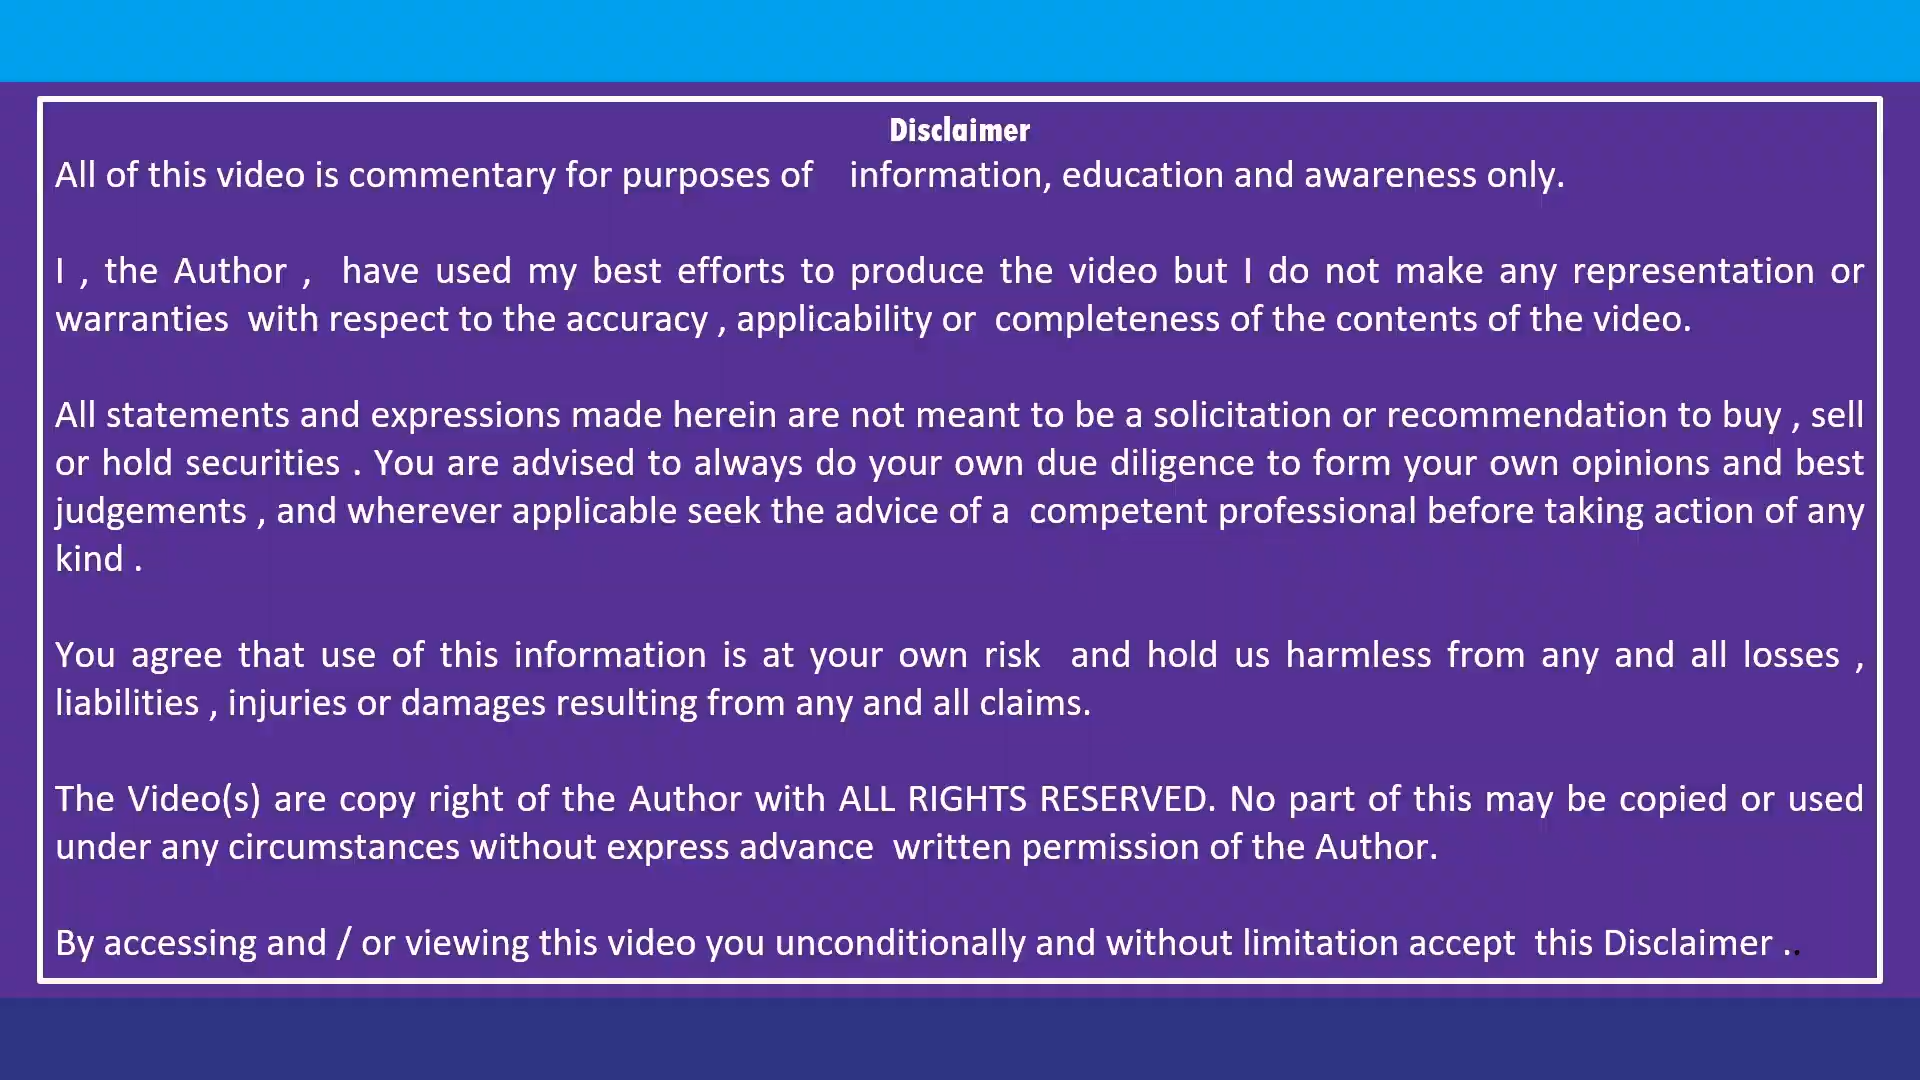 Disclaimer
All of this video is commentary for purposes of information, education and awareness only.
I , the Author , have used my best efforts to produce the video but I do not make any representation or
warranties with respect to the accuracy , applicability or completeness of the contents of the video.
All statements and expressions made herein are not meant to be a solicitation or recommendation to buy , sell
or hold securities . You are advised to always do your own due diligence to form your own opinions and best
judgements , and wherever applicable seek the advice of a competent professional before taking action of any
kind .
You agree that use of this information is at your own risk and hold us harmless from any and all losses ,
liabilities , injuries or damages resulting from any and all claims.
The Video(s) are copy right of the Author with ALL RIGHTS RESERVED. No part of this may be copied or used
under any circumstances without express advance written permission of the Author.
By accessing and / or viewing this video you unconditionally and without limitation accept this Disclaimer ..